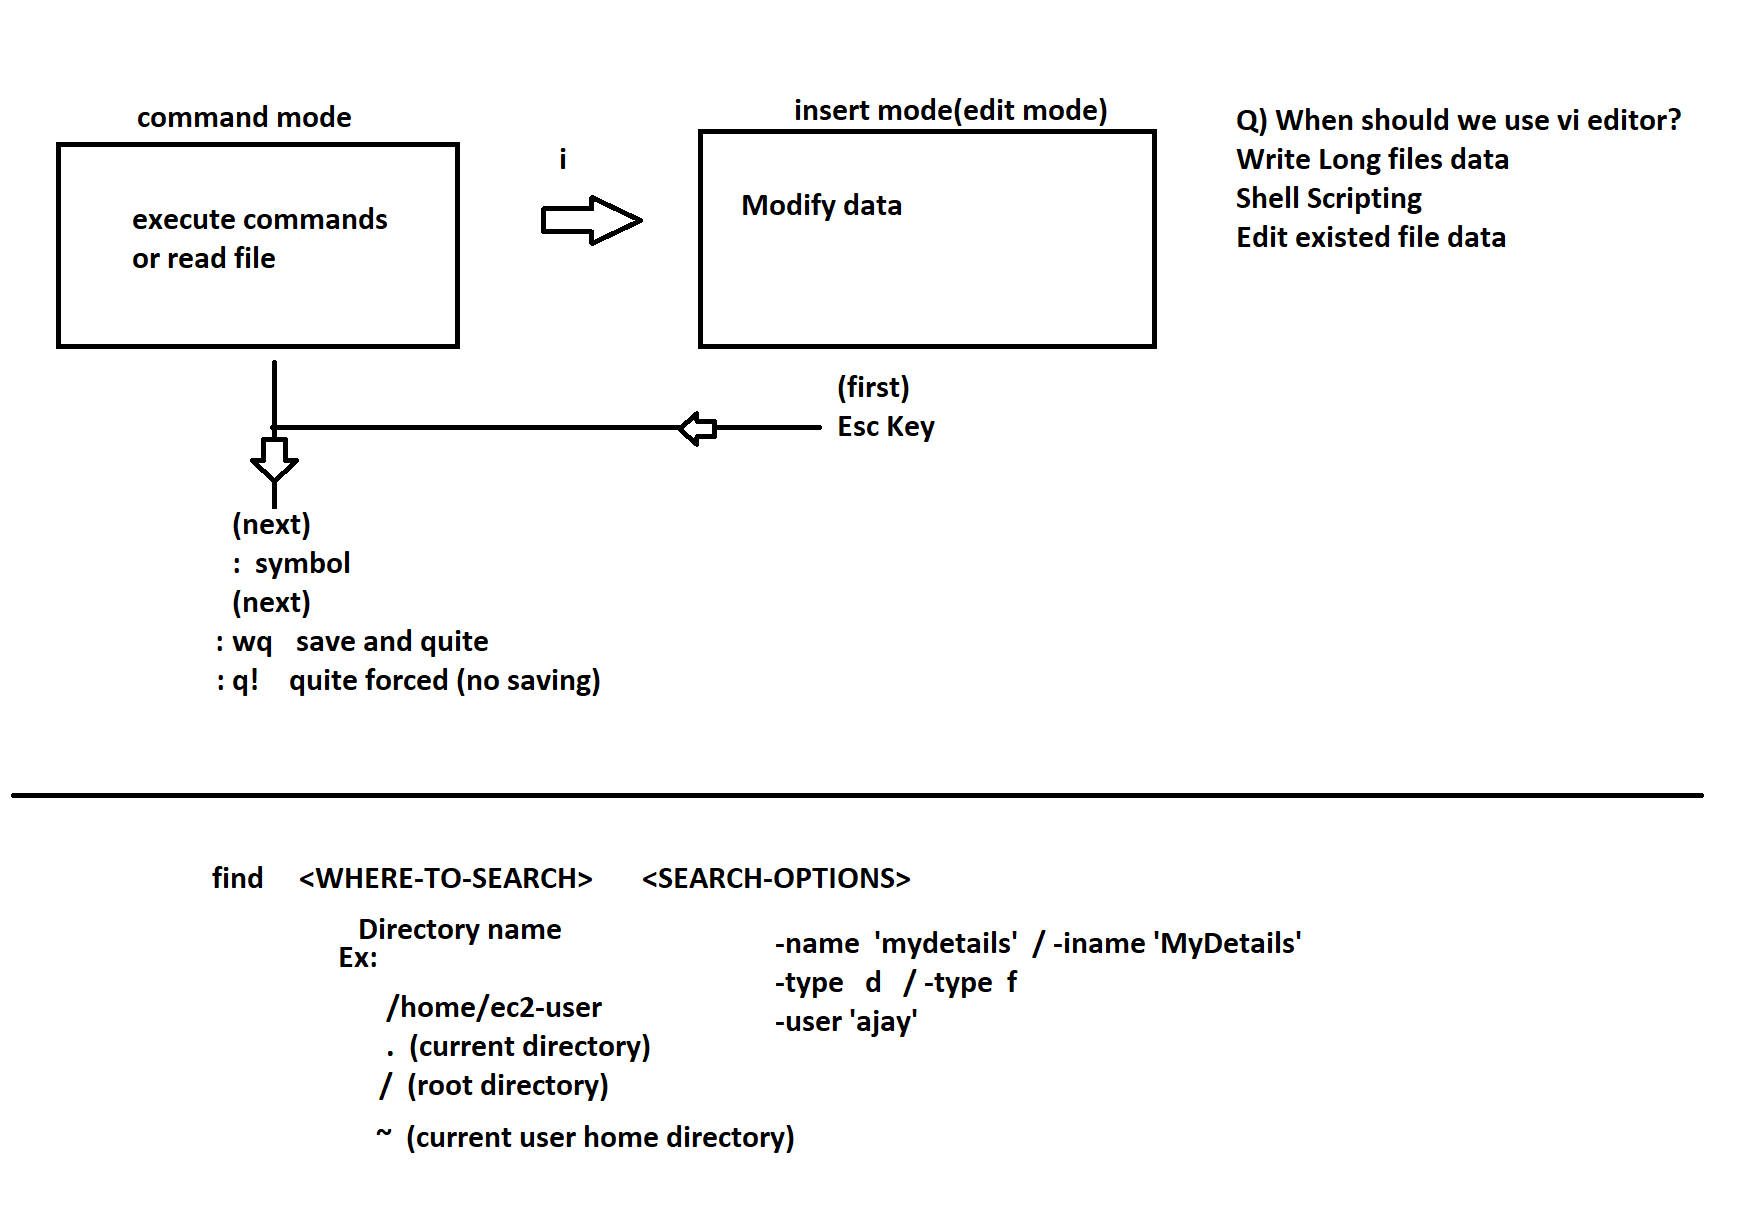 command mode
execute commands
or read file
i
insert mode(edit mode)
Modify data
Q) When should we use vi editor?
Write Long files data
Shell Scripting
Edit existed file data
(first)
Esc Key
(next)
: symbol
(next)
: wq save and quite
: q! quite forced (no saving)
find <WHERE-TO-SEARCH> <SEARCH-OPTIONS>
Directory name
Ex:
/home/ec2-user
. (current directory)
/ (root directory)
~ (current user home directory)
-name 'mydetails' / -iname 'MyDetails'
-type d / -type f
-user 'ajay'